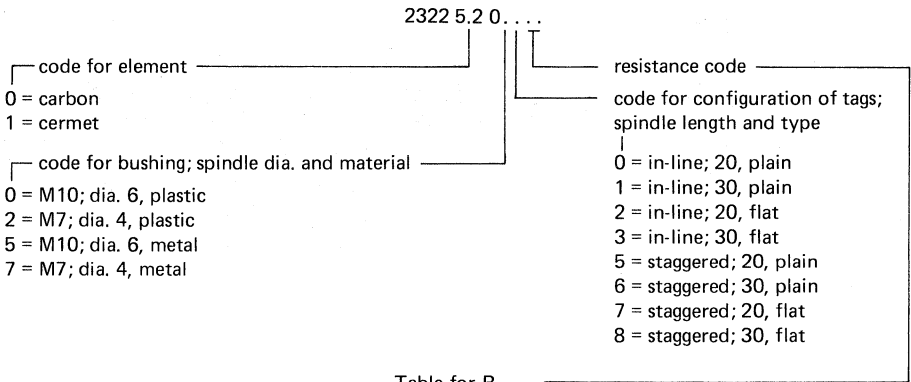 2322 5.2 0. . . .
code for element
0 = carbon
1 = cermet
code for bushing; spindle dia. and material
0 = M10; dia. 6, plastic
2 = M7; dia. 4, plastic
5 = M10; dia. 6, metal
7 = M7; dia. 4, metal
resistance code
code for configuration of tags;
spindle length and type
0 = in-line; 20, plain
1 = in-line; 30, plain
2 = in-line; 20, flat
3 = in-line; 30, flat
5 = staggered; 20, plain
6 = staggered; 30, plain
7 = staggered; 20, flat
8 = staggered; 30, flat
Table for R